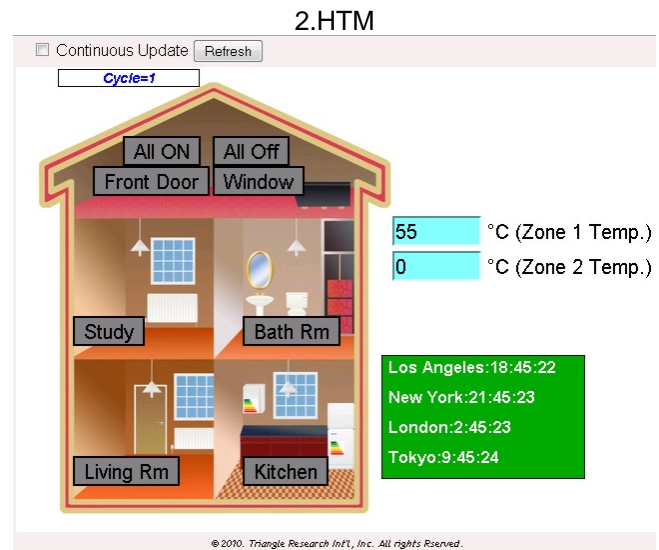 2.HTM
Continuous Update Refresh
Cycle=1
All ON All Off
Front Door Window
55 °C (Zone 1 Temp.)
0 °C (Zone 2 Temp.)
Study Bath Rm
Los Angeles:18:45:22
New York:21:45:23
London:2:45:23
Tokyo:9:45:24
Living Rm Kitchen
©2010. Triangle Research Int'l, Inc. All rights Rserved.